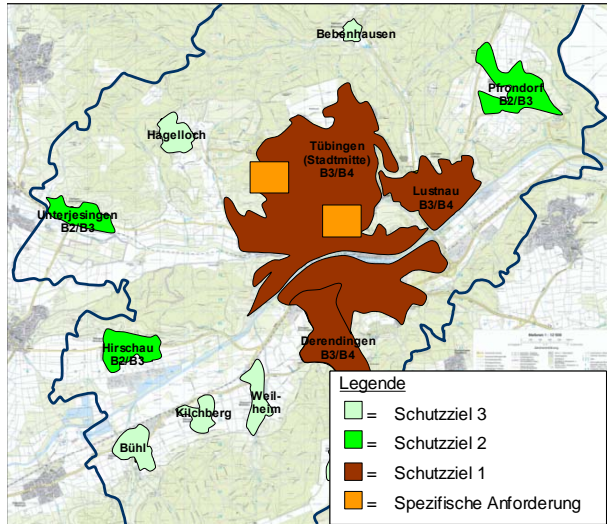 Bebenhausen
Pfrondorf
B2/B3
Hagelloch
Tübingen
(Stadtmitte)
B3/B4
Lustnau
B3/B4
Unterjesingen
B2/B3
Hirschau
B2/B3
Derendingen
B3/B4
Weil-
heim
Kilchberg
Bühl
Legende
= Schutzziel 3
= Schutzziel 2
= Schutzziel 1
= Spezifische Anforderung